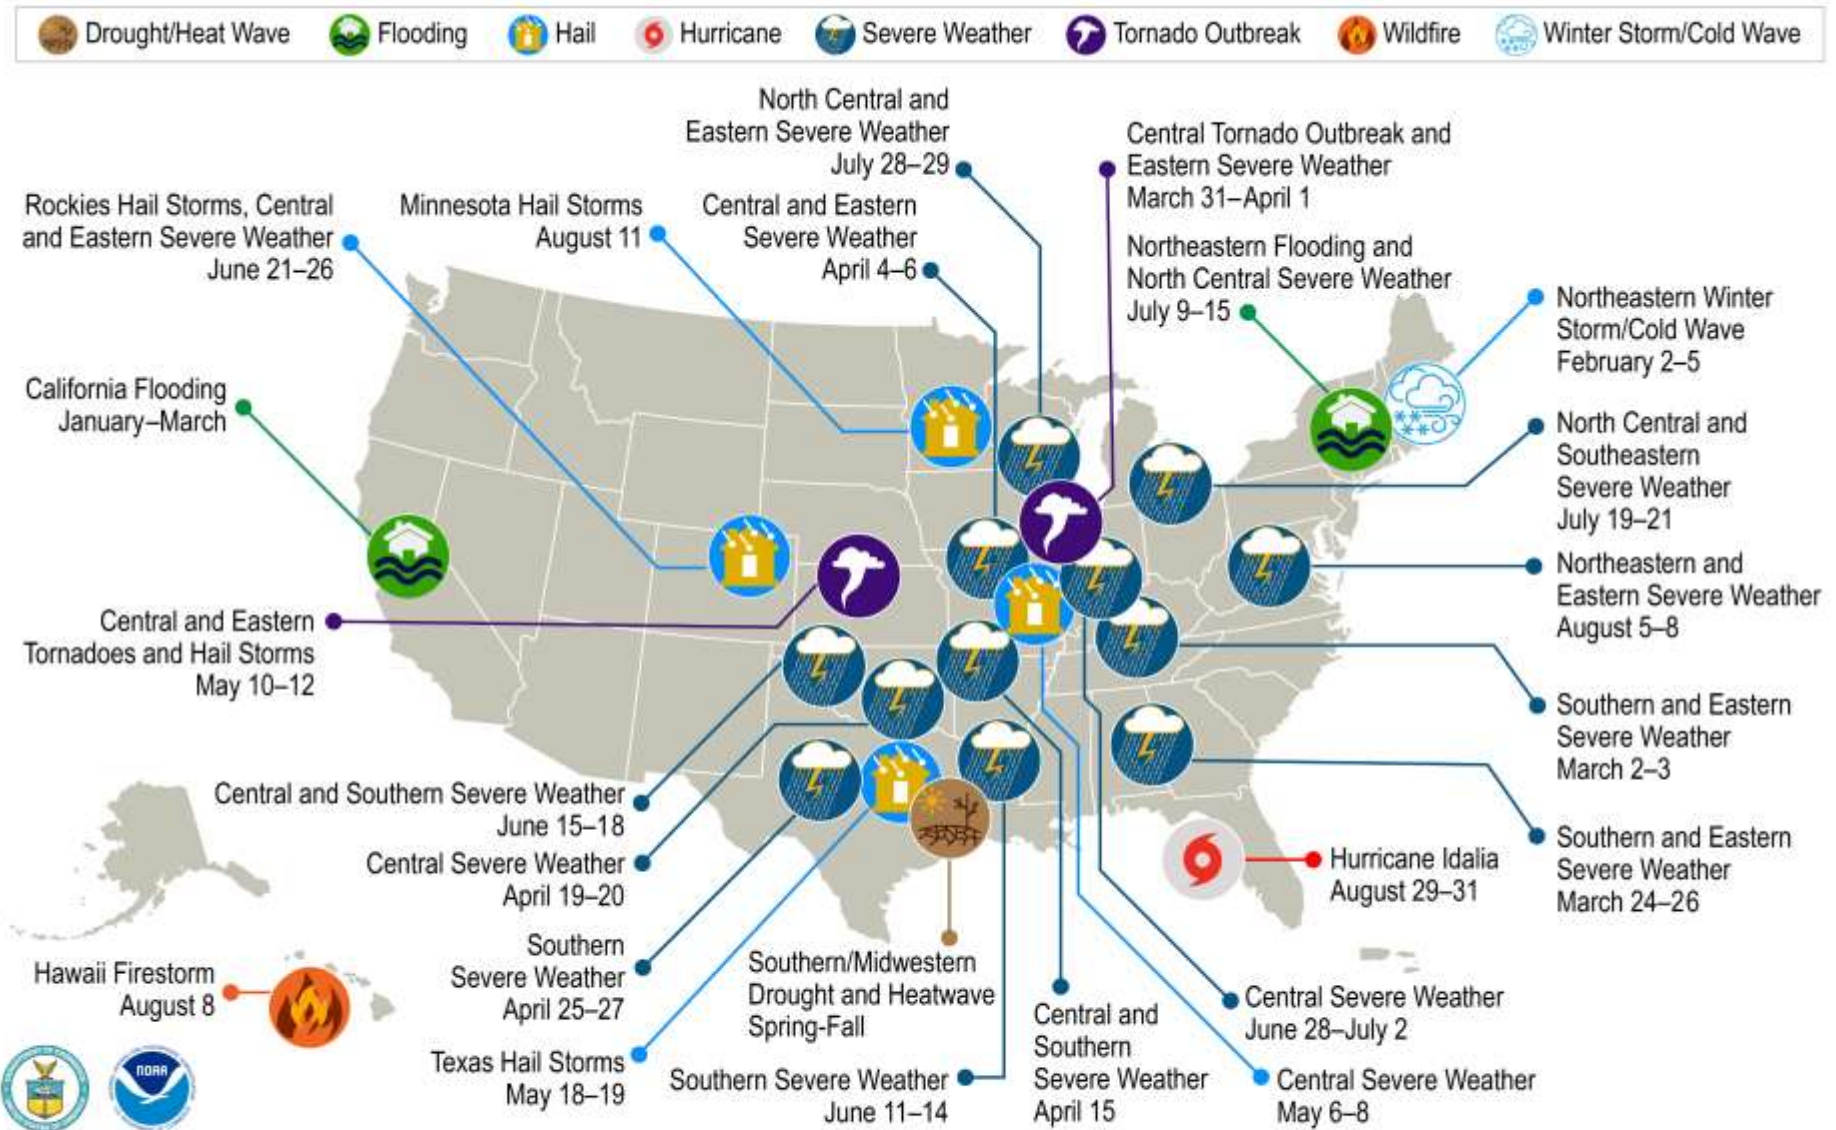 Drought/Heat Wave
Flooding
Hail
Hurricane
Severe Weather
Tornado Outbreak
Wildfire
Winter Storm/Cold Wave
North Central and
Eastern Severe Weather
July 28–29
Central Tornado Outbreak and
Eastern Severe Weather
March 31–April 1
Rockies Hail Storms, Central
and Eastern Severe Weather
June 21–26
Minnesota Hail Storms
August 11
Central and Eastern
Severe Weather
April 4–6
Northeastern Flooding and
North Central Severe Weather
July 9–15
Northeastern Winter
Storm/Cold Wave
February 2–5
California Flooding
January–March
North Central and
Southeastern
Severe Weather
July 19–21
Northeastern and
Eastern Severe Weather
August 5–8
Central and Eastern
Tornadoes and Hail Storms
May 10–12
Southern and Eastern
Severe Weather
March 2–3
Central and Southern Severe Weather
June 15–18
Southern and Eastern
Severe Weather
March 24–26
Central Severe Weather
April 19–20
Hurricane Idalia
August 29–31
Southern
Severe Weather
April 25–27
Southern/Midwestern
Drought and Heatwave
Spring-Fall
Hawaii Firestorm
August 8
Central Severe Weather
June 28–July 2
Central and
Southern
Severe Weather
April 15
Texas Hail Storms
May 18–19
Southern Severe Weather
June 11–14
Central Severe Weather
May 6–8
NOAA